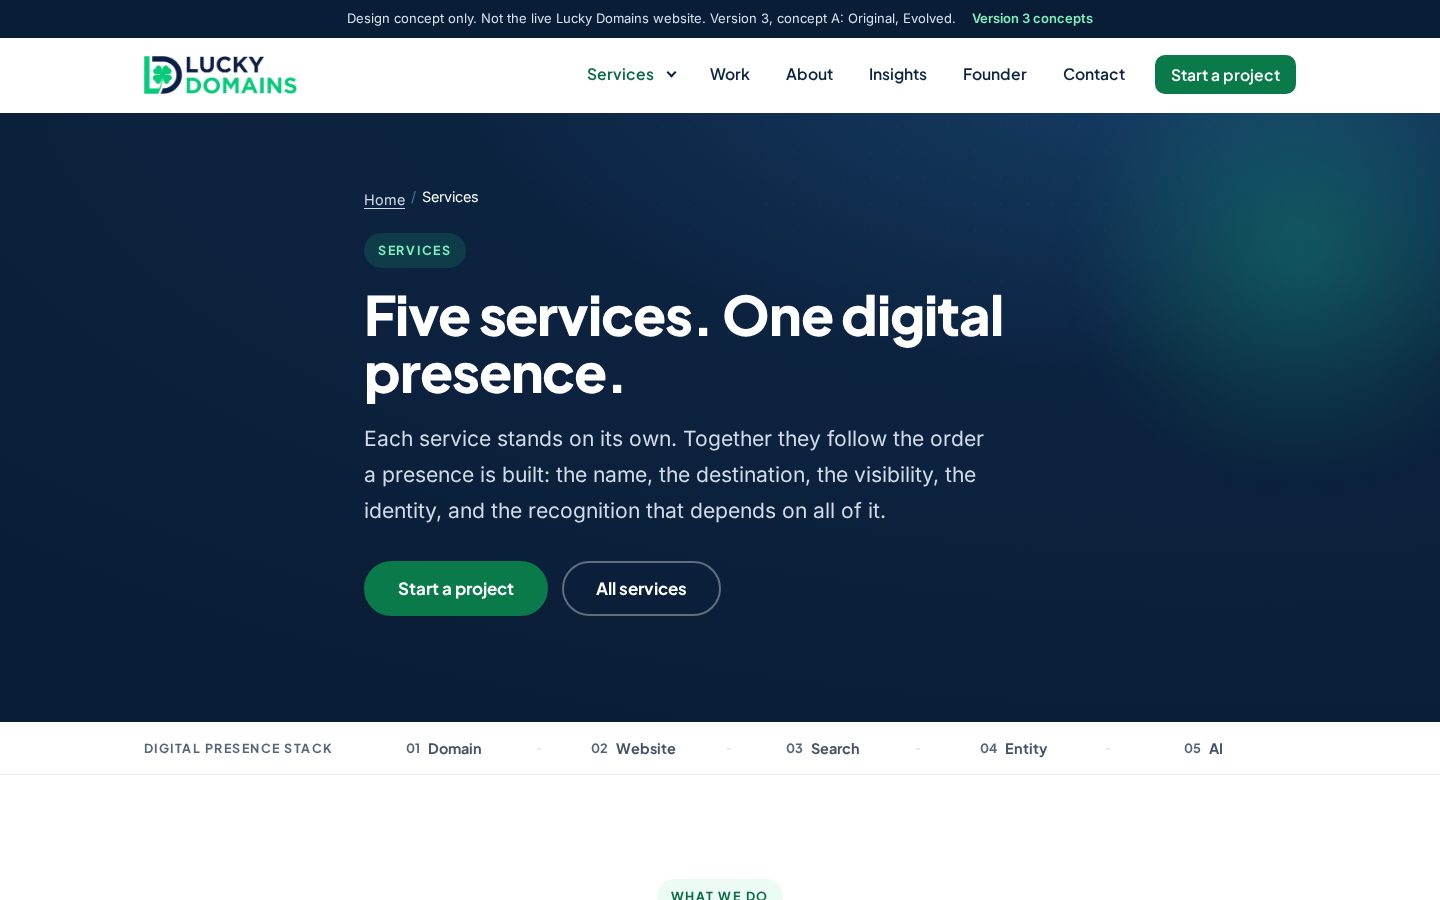 Design concept only. Not the live Lucky Domains website. Version 3, concept A: Original, Evolved. Version 3 concepts
LUCKY
DOMAINS
Services Work About Insights Founder Contact Start a project
Home / Services
SERVICES
Five services. One digital
presence.
Each service stands on its own. Together they follow the order
a presence is built: the name, the destination, the visibility, the
identity, and the recognition that depends on all of it.
Start a project All services
DIGITAL PRESENCE STACK 01 Domain - 02 Website - 03 Search - 04 Entity - 05 AI
WHAT WE DO